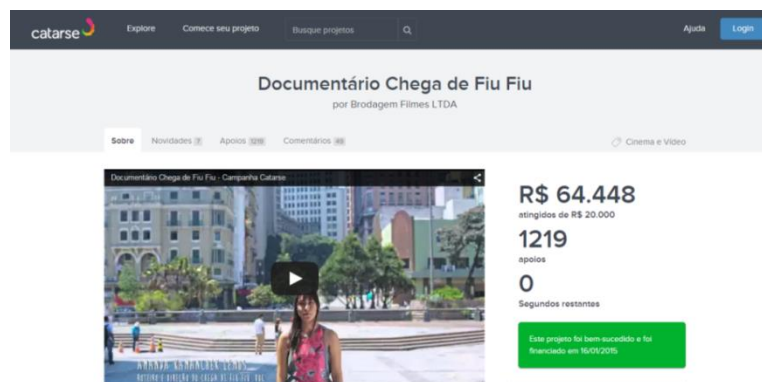 catarse
Explore
Comece seu projeto
Busque projetos
Ajuda
Login
Documentário Chega de Fiu Fiu
por Brodagem Filmes LTDA
Sobre
Novidades 7
Apoios 1219
Comentários 48
Cinema e Vídeo
Documentário Chega de Fiu Fiu - Campanha Catarse
R$ 64.448
atingidos de R$ 20.000
1219
apoios
0
Segundos restantes
Este projeto foi bem-sucedido e foi
financiado em 16/01/2015